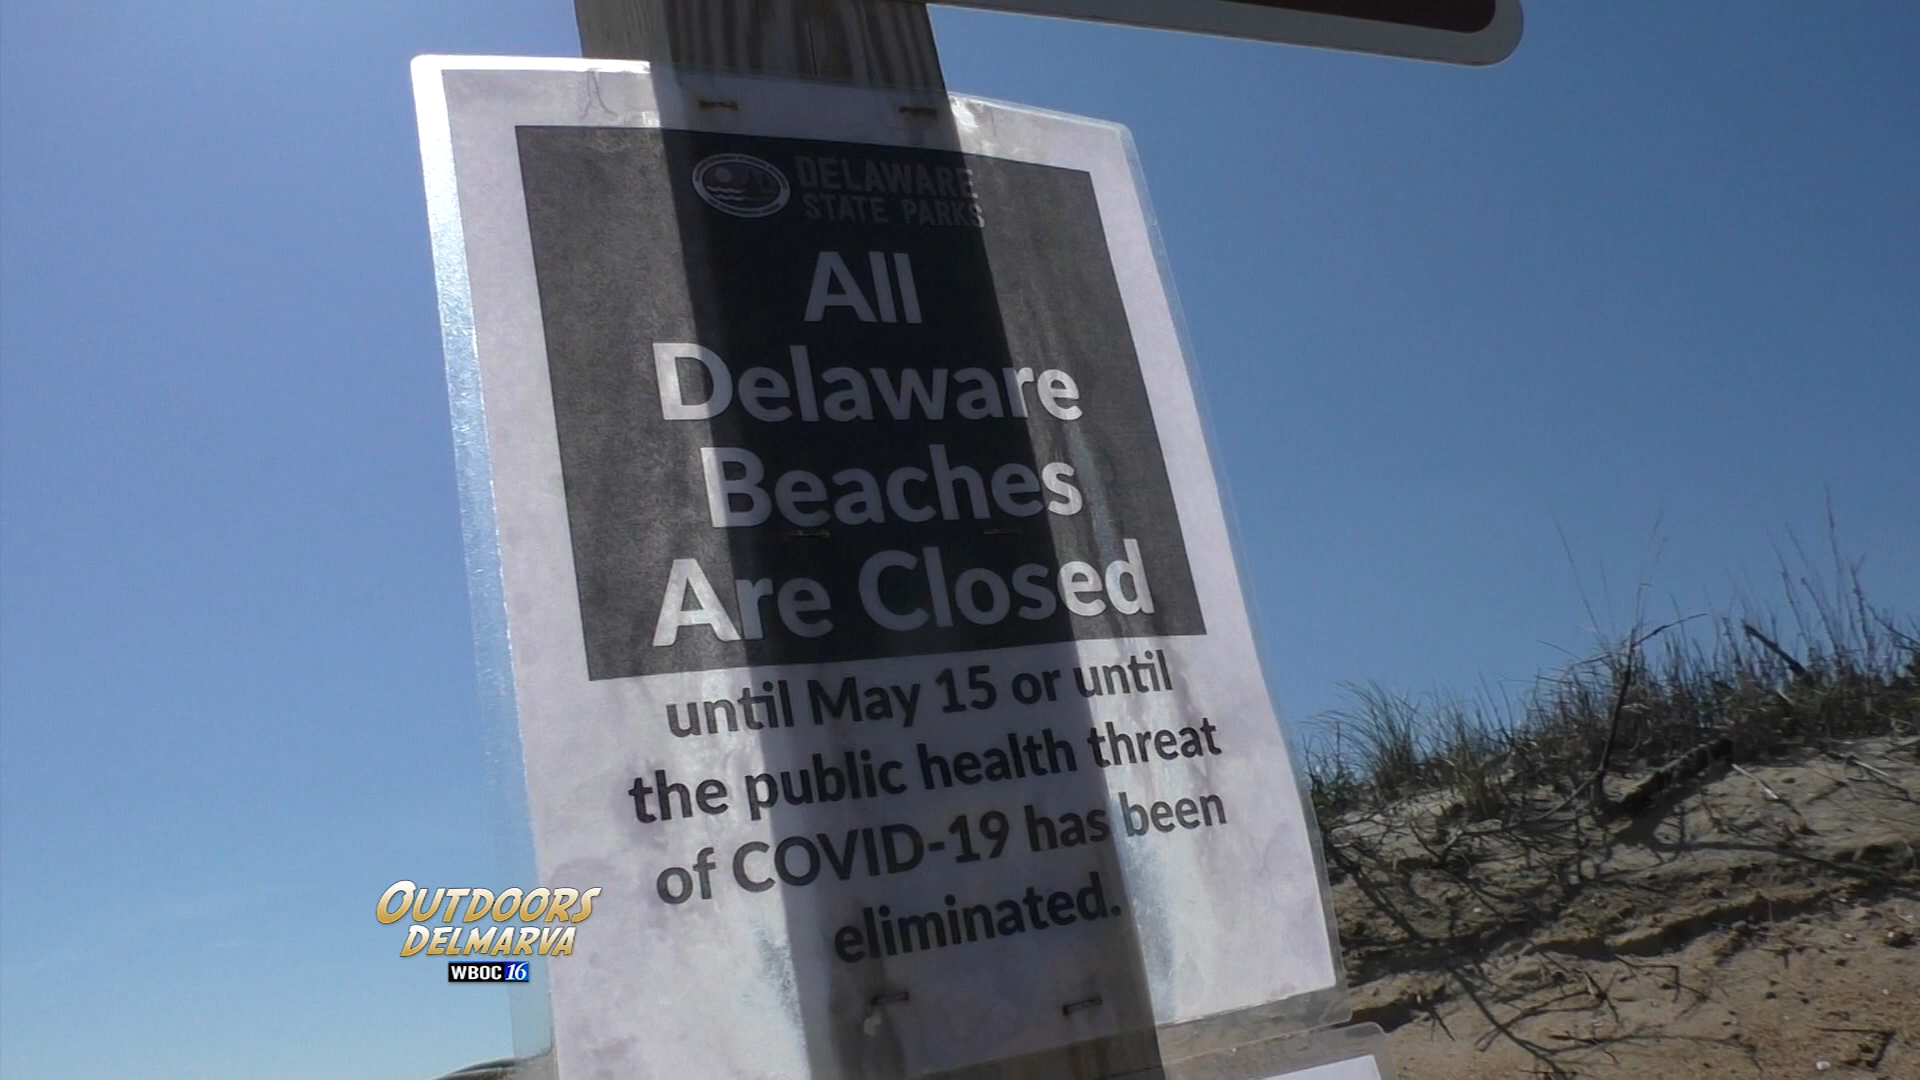 DELAWARE
STATE PARKS
All
Delaware
Beaches
Are Closed
until May 15 or until
the public health threat
of COVID-19 has been
eliminated.
OUTDOORS
DELMARVA
WBOC 16